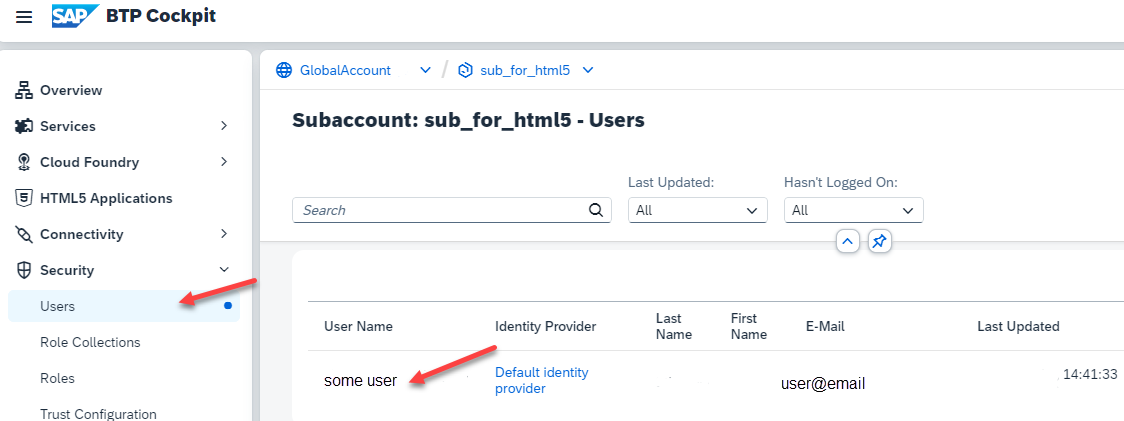 SAP BTP Cockpit
GlobalAccount / sub_for_html5
Overview
Services
Cloud Foundry
HTML5 Applications
Connectivity
Security
Users
Role Collections
Roles
Trust Configuration
Subaccount: sub_for_html5 - Users
Last Updated: Hasn't Logged On:
Search All All
User Name Identity Provider Last Name First Name E-Mail Last Updated
some user Default identity provider user@email 14:41:33